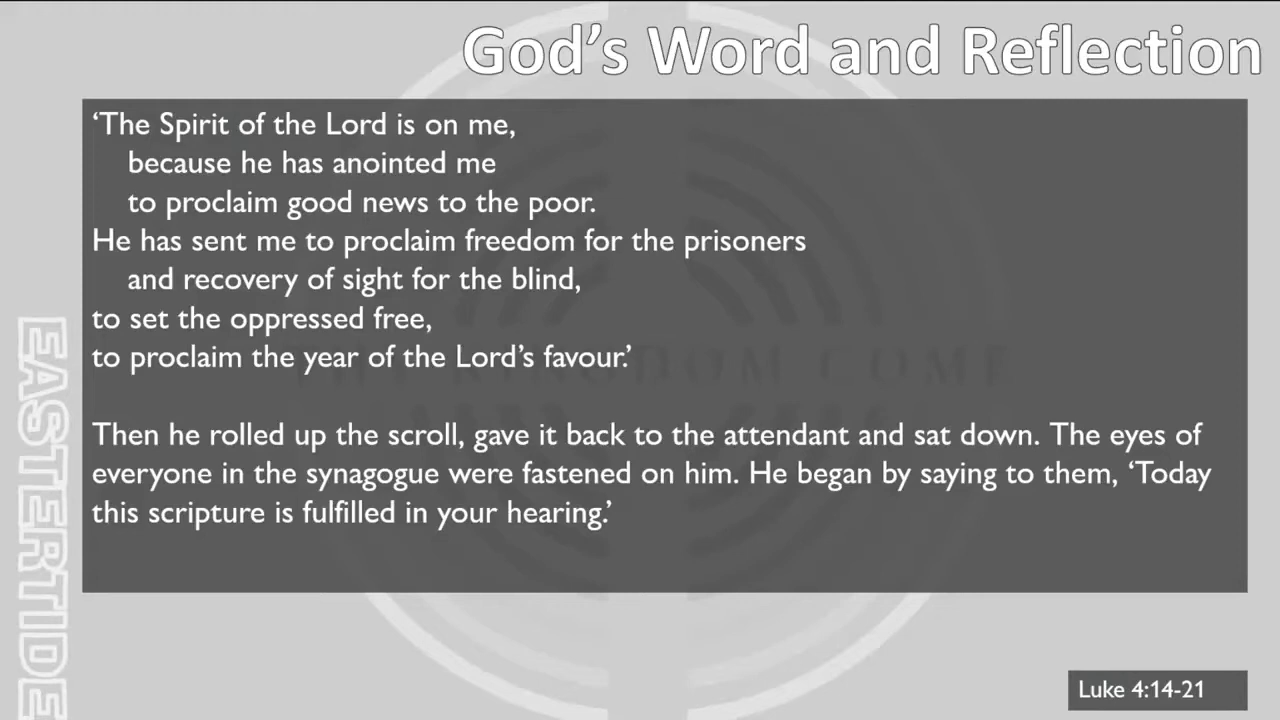 God’s Word and Reflection
‘The Spirit of the Lord is on me,
because he has anointed me
to proclaim good news to the poor.
He has sent me to proclaim freedom for the prisoners
and recovery of sight for the blind,
to set the oppressed free,
to proclaim the year of the Lord’s favour.’
Then he rolled up the scroll, gave it back to the attendant and sat down. The eyes of
everyone in the synagogue were fastened on him. He began by saying to them, ‘Today
this scripture is fulfilled in your hearing.’
THY KINGDOM COME
EASTERTIDE
Luke 4:14-21